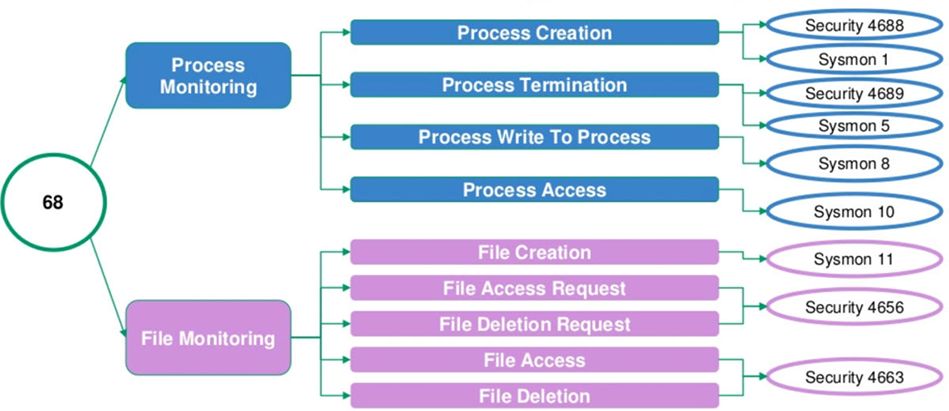 68
Process
Monitoring
Process Creation
Security 4688
Sysmon 1
Process Termination
Security 4689
Sysmon 5
Process Write To Process
Sysmon 8
Process Access
Sysmon 10
File Monitoring
File Creation
Sysmon 11
File Access Request
File Deletion Request
Security 4656
File Access
File Deletion
Security 4663